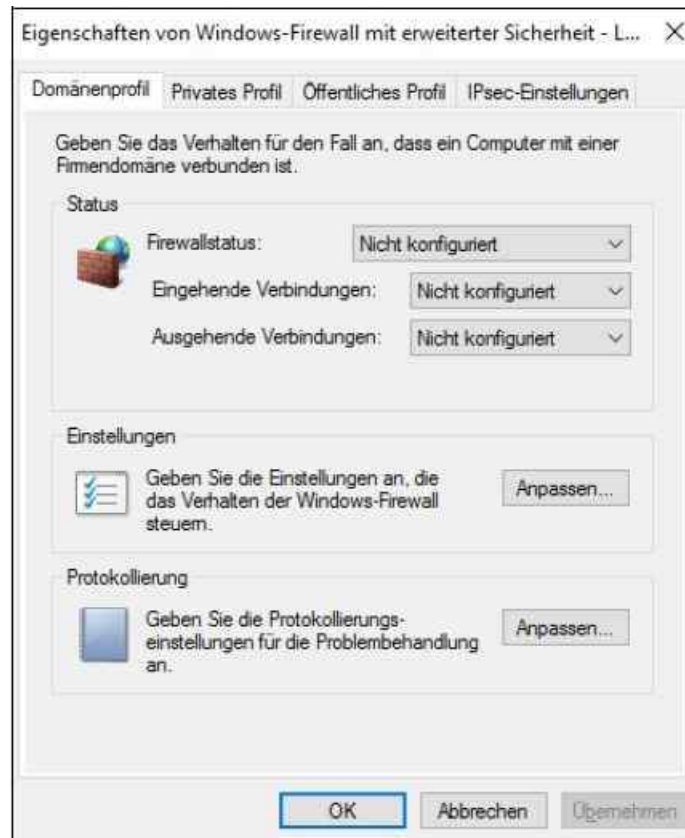 Eigenschaften von Windows-Firewall mit erweiterter Sicherheit - L...
Domänenprofil Privates Profil Öffentliches Profil IPsec-Einstellungen
Geben Sie das Verhalten für den Fall an, dass ein Computer mit einer
Firmendomäne verbunden ist.
Status
Firewallstatus: Nicht konfiguriert
Eingehende Verbindungen: Nicht konfiguriert
Ausgehende Verbindungen: Nicht konfiguriert
Einstellungen
Geben Sie die Einstellungen an, die
das Verhalten der Windows-Firewall
steuern.
Anpassen...
Protokollierung
Geben Sie die Protokollierungs-
einstellungen für die Problembehandlung
an.
Anpassen...
OK Abbrechen Übernehmen